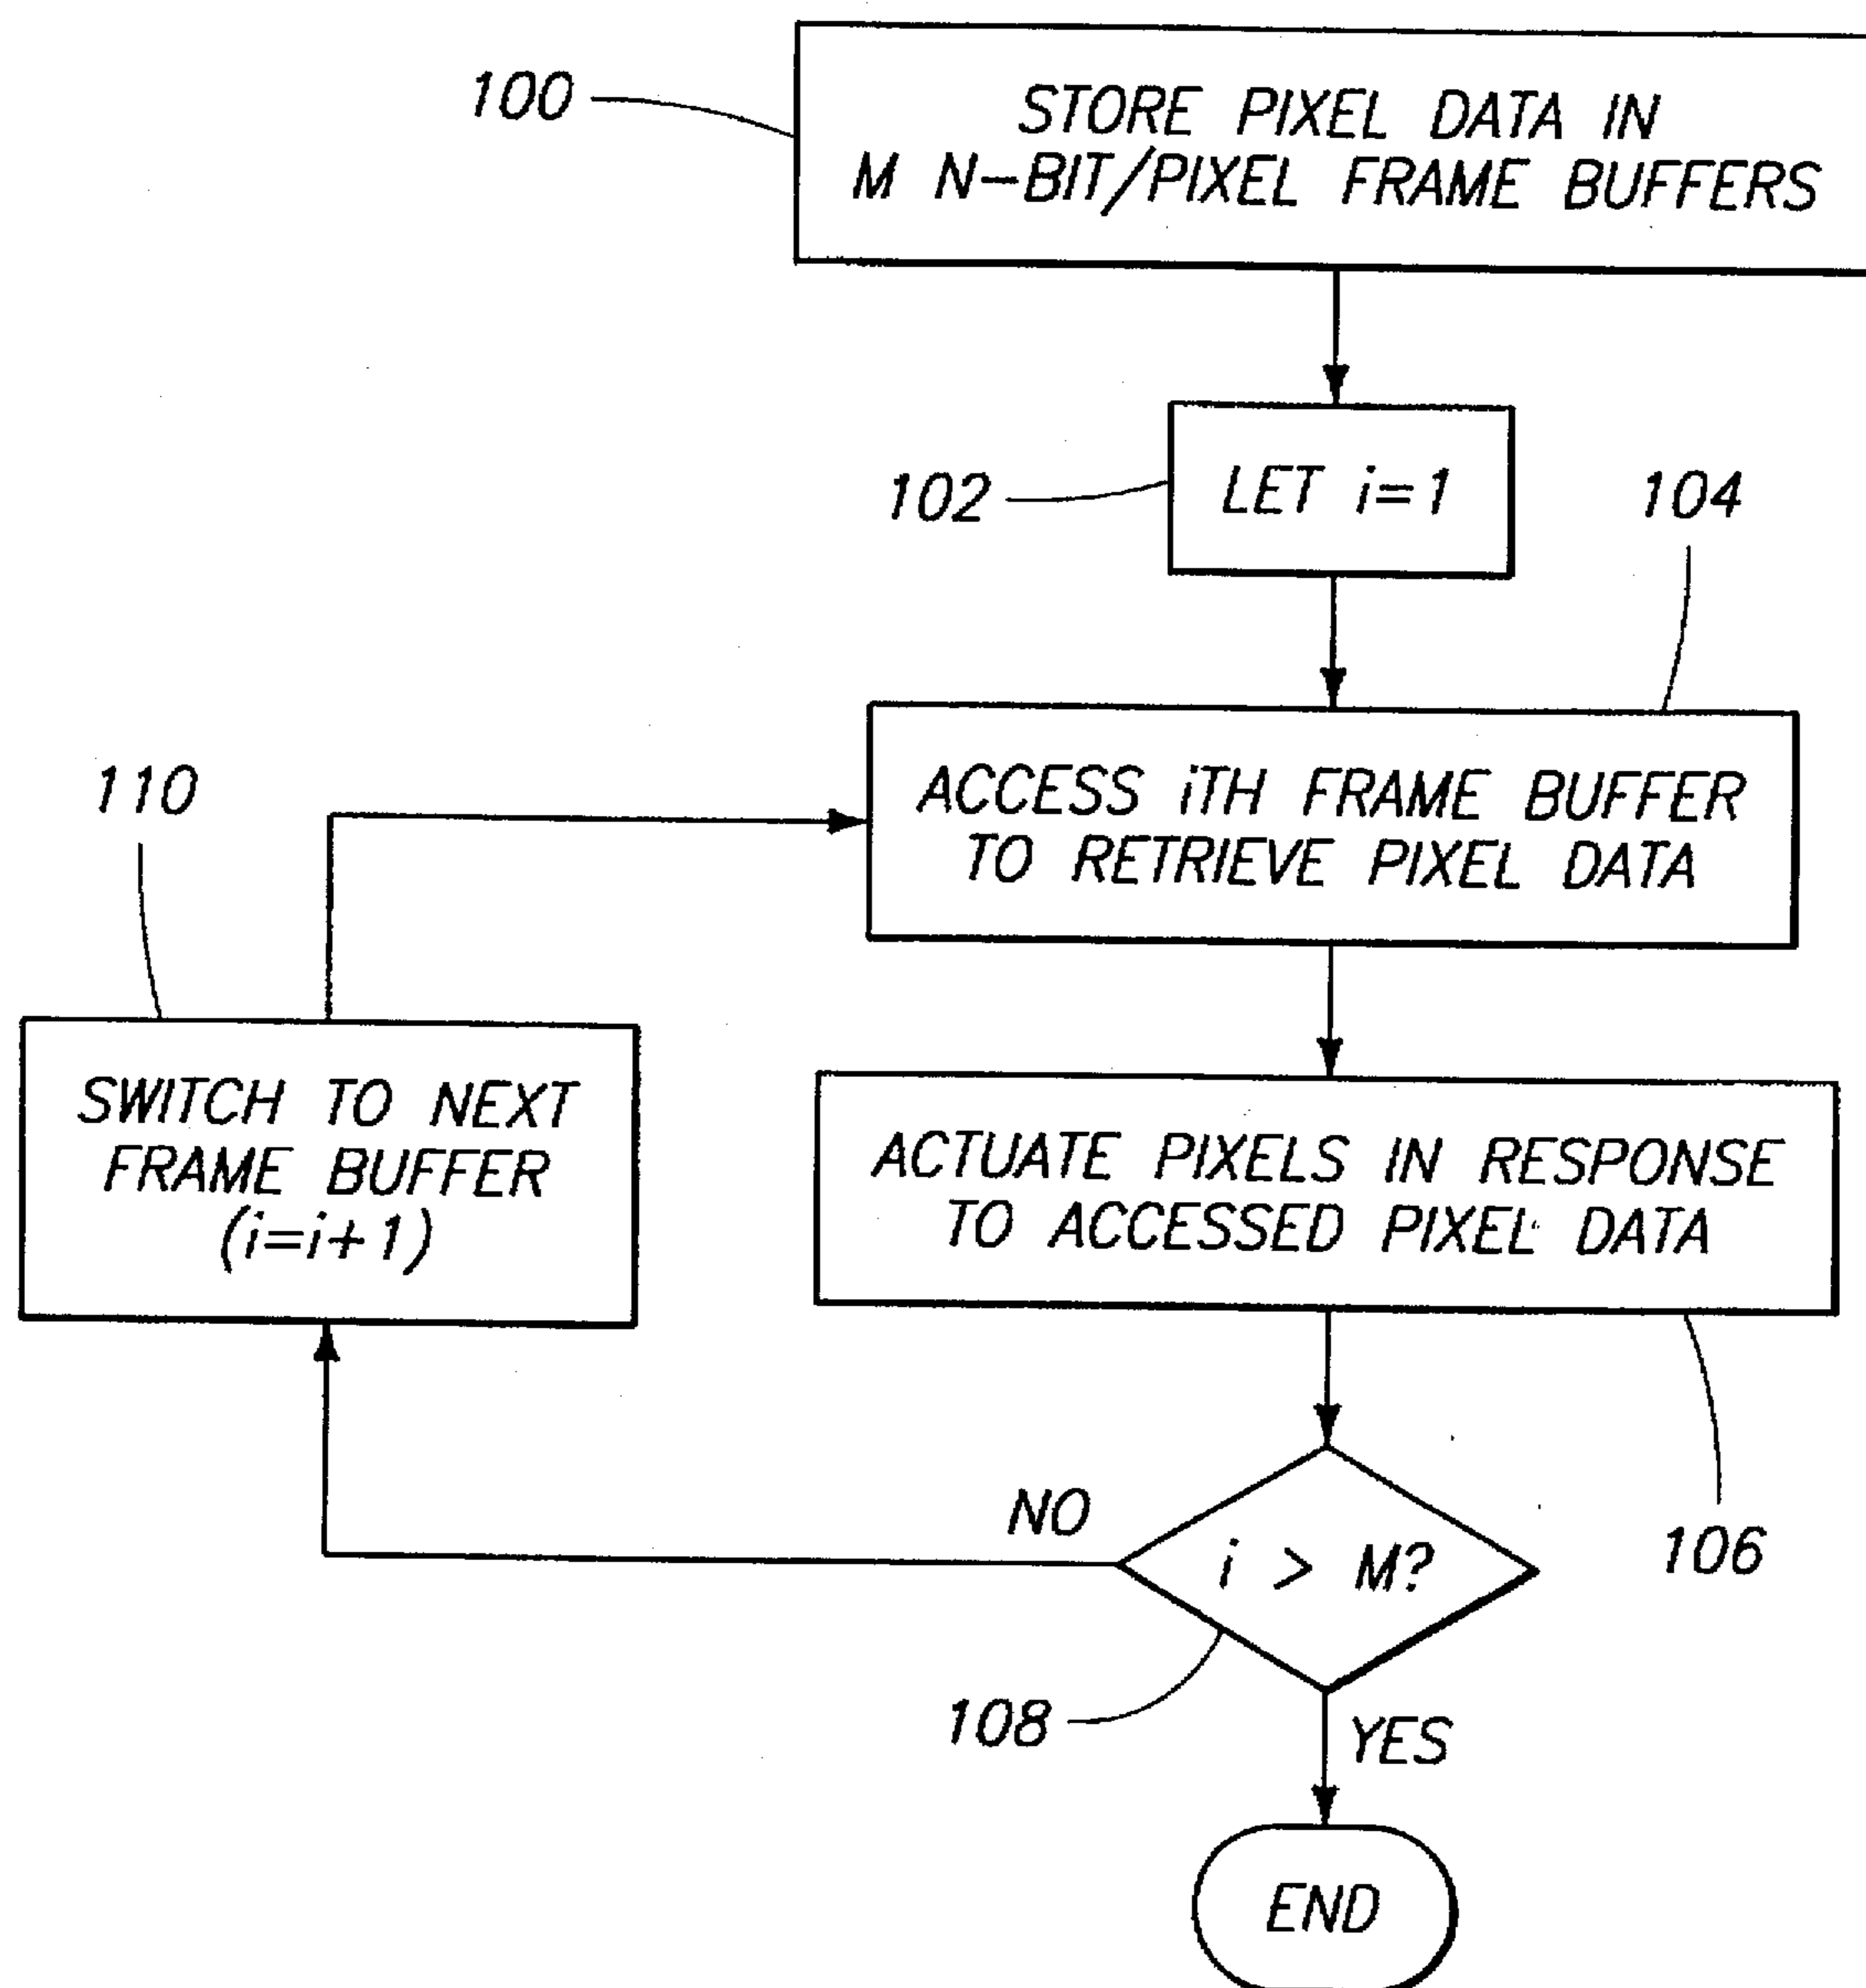 100
STORE PIXEL DATA IN
M N-BIT/PIXEL FRAME BUFFERS
102
LET i=1
104
ACCESS iTH FRAME BUFFER
TO RETRIEVE PIXEL DATA
110
SWITCH TO NEXT
FRAME BUFFER
(i=i+1)
ACTUATE PIXELS IN RESPONSE
TO ACCESSED PIXEL DATA
106
NO
i > M?
108
YES
END